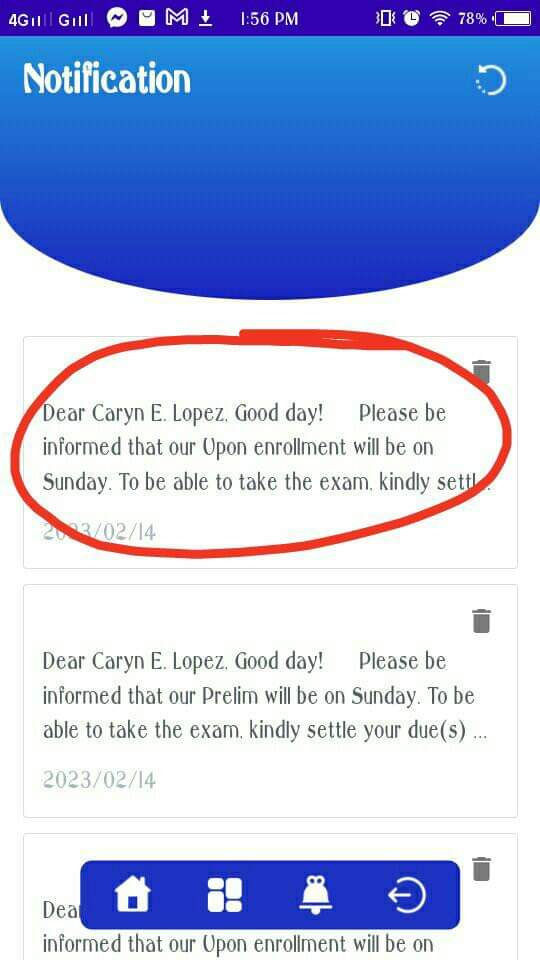 4G G 1:56 PM 78%
Notification
Dear Caryn E. Lopez, Good day! Please be
informed that our Upon enrollment will be on
Sunday. To be able to take the exam, kindly settl...
2023/02/14
Dear Caryn E. Lopez, Good day! Please be
informed that our Prelim will be on Sunday. To be
able to take the exam, kindly settle your due(s) ...
2023/02/14
informed that our Upon enrollment will be on